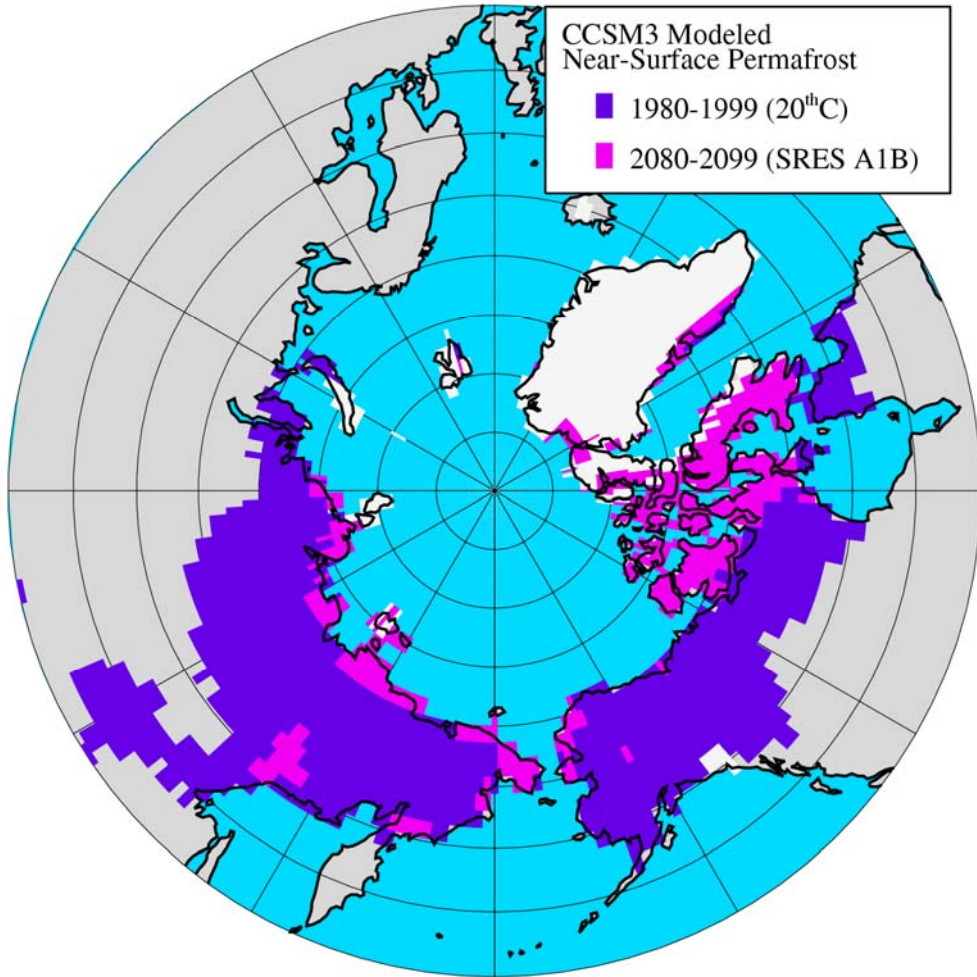 CCSM3 Modeled
Near-Surface Permafrost
1980-1999 (20thC)
2080-2099 (SRES A1B)